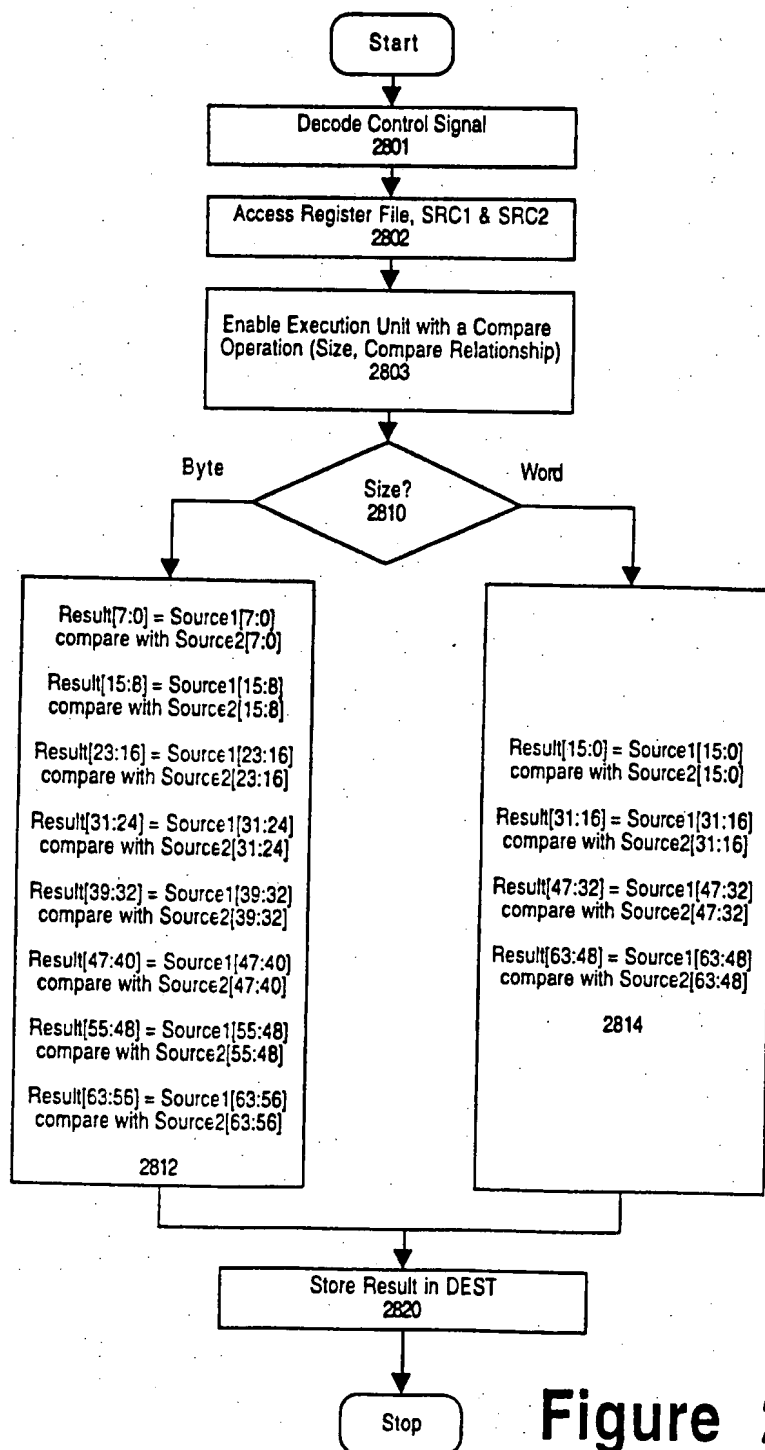 Start
Decode Control Signal
2801
Access Register File, SRC1 & SRC2
2802
Enable Execution Unit with a Compare
Operation (Size, Compare Relationship)
2803
Byte
Word
Size?
2810
Result[7:0] = Source1[7:0]
compare with Source2[7:0]
Result[15:8] = Source1[15:8]
compare with Source2[15:8]
Result[23:16] = Source1[23:16]
compare with Source2[23:16]
Result[31:24] = Source1[31:24]
compare with Source2[31:24]
Result[39:32] = Source1[39:32]
compare with Source2[39:32]
Result[47:40] = Source1[47:40]
compare with Source2[47:40]
Result[55:48] = Source1[55:48]
compare with Source2[55:48]
Result[63:56] = Source1[63:56]
compare with Source2[63:56]
2812
Result[15:0] = Source1[15:0]
compare with Source2[15:0]
Result[31:16] = Source1[31:16]
compare with Source2[31:16]
Result[47:32] = Source1[47:32]
compare with Source2[47:32]
Result[63:48] = Source1[63:48]
compare with Source2[63:48]
2814
Store Result in DEST
2820
Stop
Figure